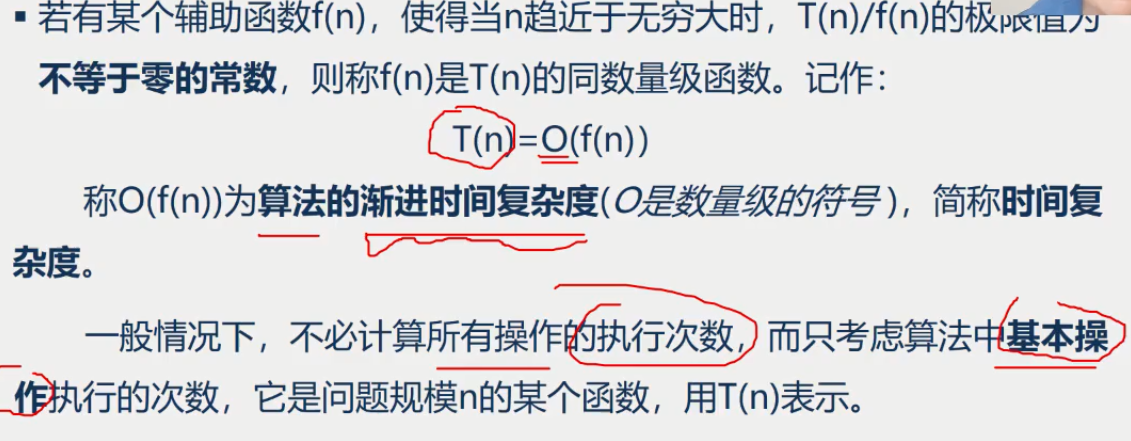 ▪ 若有某个辅助函数f(n)，使得当n趋近于无穷大时，T(n)/f(n)的极限值为
不等于零的常数，则称f(n)是T(n)的同数量级函数。记作：
T(n)=O(f(n))
称O(f(n))为算法的渐进时间复杂度(O是数量级的符号 )，简称时间复
杂度。
一般情况下，不必计算所有操作的执行次数，而只考虑算法中基本操
作执行的次数，它是问题规模n的某个函数，用T(n)表示。